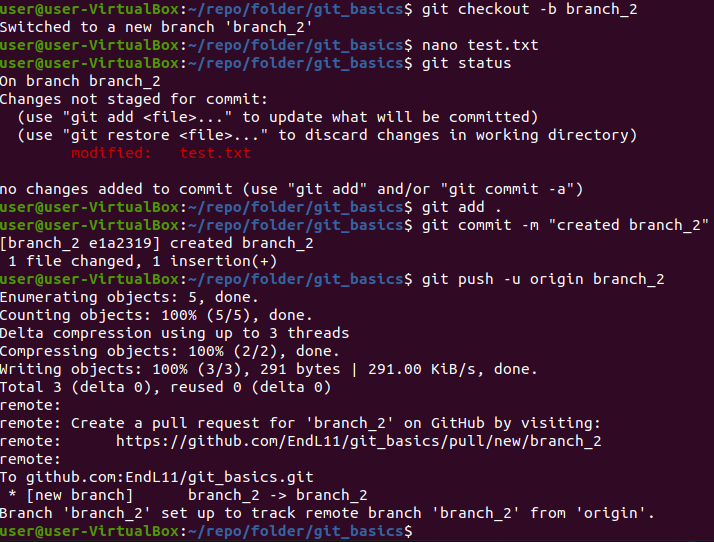 user@user-VirtualBox:~/repo/folder/git_basics$ git checkout -b branch_2
Switched to a new branch 'branch_2'
user@user-VirtualBox:~/repo/folder/git_basics$ nano test.txt
user@user-VirtualBox:~/repo/folder/git_basics$ git status
On branch branch_2
Changes not staged for commit:
  (use "git add <file>..." to update what will be committed)
  (use "git restore <file>..." to discard changes in working directory)
        modified:   test.txt

no changes added to commit (use "git add" and/or "git commit -a")
user@user-VirtualBox:~/repo/folder/git_basics$ git add .
user@user-VirtualBox:~/repo/folder/git_basics$ git commit -m "created branch_2"
[branch_2 e1a2319] created branch_2
 1 file changed, 1 insertion(+)
user@user-VirtualBox:~/repo/folder/git_basics$ git push -u origin branch_2
Enumerating objects: 5, done.
Counting objects: 100% (5/5), done.
Delta compression using up to 3 threads
Compressing objects: 100% (2/2), done.
Writing objects: 100% (3/3), 291 bytes | 291.00 KiB/s, done.
Total 3 (delta 0), reused 0 (delta 0)
remote:
remote: Create a pull request for 'branch_2' on GitHub by visiting:
remote:      https://github.com/EndL11/git_basics/pull/new/branch_2
remote:
To github.com:EndL11/git_basics.git
 * [new branch]      branch_2 -> branch_2
Branch 'branch_2' set up to track remote branch 'branch_2' from 'origin'.
user@user-VirtualBox:~/repo/folder/git_basics$